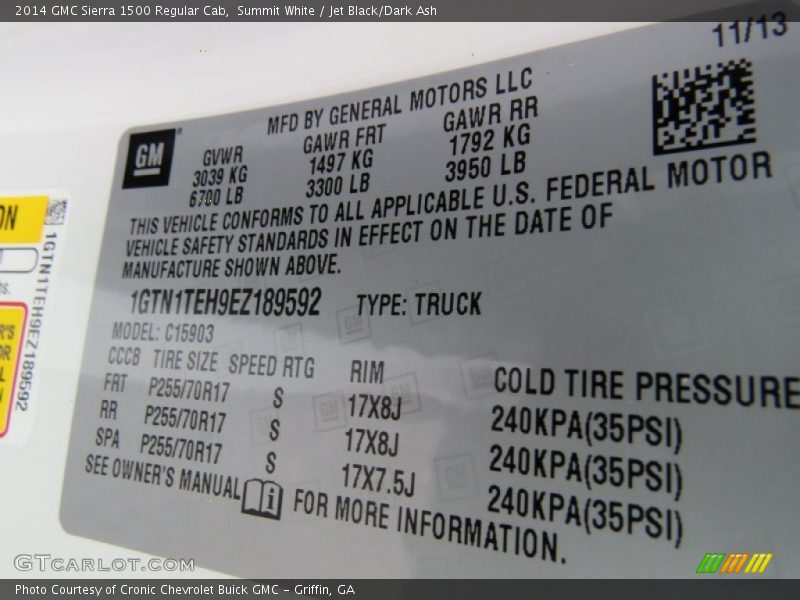 2014 GMC Sierra 1500 Regular Cab, Summit White / Jet Black/Dark Ash
11/13
MFD BY GENERAL MOTORS LLC
GM
GVWR GAWR FRT GAWR RR
3039 KG 1497 KG 1792 KG
6700 LB 3300 LB 3950 LB
THIS VEHICLE CONFORMS TO ALL APPLICABLE U.S. FEDERAL MOTOR
VEHICLE SAFETY STANDARDS IN EFFECT ON THE DATE OF
MANUFACTURE SHOWN ABOVE.
1GTN1TEH9EZ189592 TYPE: TRUCK
MODEL: C15903
CCCB TIRE SIZE SPEED RTG RIM COLD TIRE PRESSURE
FRT P255/70R17 S 17X8J 240KPA(35PSI)
RR P255/70R17 S 17X8J 240KPA(35PSI)
SPA P255/70R17 S 17X7.5J 240KPA(35PSI)
SEE OWNER'S MANUAL i FOR MORE INFORMATION.
1GTN1TEH9EZ189592
GTCARLOT.COM
Photo Courtesy of Cronic Chevrolet Buick GMC - Griffin, GA